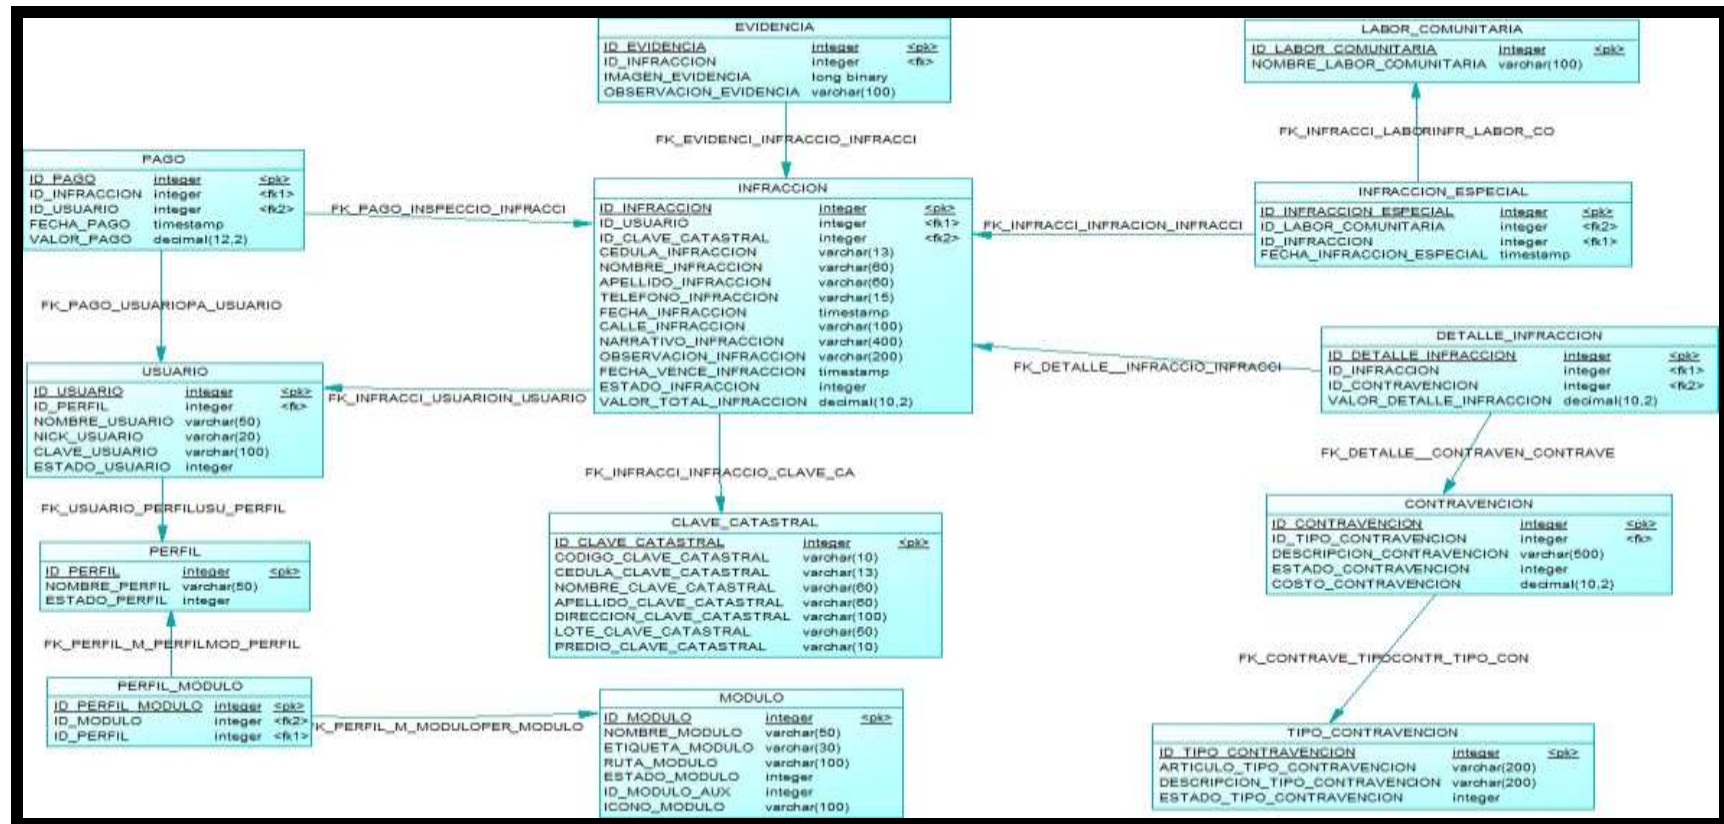 EVIDENCIA
ID_EVIDENCIA integer <pk>
ID_INFRACCION integer <fk>
IMAGEN_EVIDENCIA long binary
OBSERVACION_EVIDENCIA varchar(100)
LABOR_COMUNITARIA
ID_LABOR_COMUNITARIA integer <pk>
NOMBRE_LABOR_COMUNITARIA varchar(100)
FK_EVIDENCI_INFRACCIO_INFRACCI
FK_INFRACCI_LABORINFR_LABOR_CO
PAGO
ID_PAGO integer <pk>
ID_INFRACCION integer <fk1>
ID_USUARIO integer <fk2>
FECHA_PAGO timestamp
VALOR_PAGO decimal(12,2)
FK_PAGO_INSPECCIO_INFRACCI
INFRACCION
ID_INFRACCION integer <pk>
ID_USUARIO integer <fk1>
ID_CLAVE_CATASTRAL integer <fk2>
CEDULA_INFRACCION varchar(13)
NOMBRE_INFRACCION varchar(60)
APELLIDO_INFRACCION varchar(60)
TELEFONO_INFRACCION varchar(15)
FECHA_INFRACCION timestamp
CALLE_INFRACCION varchar(100)
NARRATIVO_INFRACCION varchar(400)
OBSERVACION_INFRACCION varchar(200)
FECHA_VENCE_INFRACCION timestamp
ESTADO_INFRACCION integer
VALOR_TOTAL_INFRACCION decimal(10,2)
FK_INFRACCI_INFRACION_INFRACCI
INFRACCION_ESPECIAL
ID_INFRACCION_ESPECIAL integer <pk>
ID_LABOR_COMUNITARIA integer <fk2>
ID_INFRACCION integer <fk1>
FECHA_INFRACCION_ESPECIAL timestamp
FK_PAGO_USUARIOPA_USUARIO
DETALLE_INFRACCION
ID_DETALLE_INFRACCION integer <pk>
ID_INFRACCION integer <fk1>
ID_CONTRAVENCION integer <fk2>
VALOR_DETALLE_INFRACCION decimal(10,2)
FK_DETALLE__INFRACCIO_INFRACCI
USUARIO
ID_USUARIO integer <pk>
ID_PERFIL integer <fk>
NOMBRE_USUARIO varchar(50)
NICK_USUARIO varchar(20)
CLAVE_USUARIO varchar(100)
ESTADO_USUARIO integer
FK_INFRACCI_USUARIOIN_USUARIO
FK_DETALLE__CONTRAVEN_CONTRAVE
FK_INFRACCI_INFRACCIO_CLAVE_CA
FK_USUARIO_PERFILUSU_PERFIL
CONTRAVENCION
ID_CONTRAVENCION integer <pk>
ID_TIPO_CONTRAVENCION integer <fk>
DESCRIPCION_CONTRAVENCION varchar(500)
ESTADO_CONTRAVENCION integer
COSTO_CONTRAVENCION decimal(10,2)
CLAVE_CATASTRAL
ID_CLAVE_CATASTRAL integer <pk>
CODIGO_CLAVE_CATASTRAL varchar(10)
CEDULA_CLAVE_CATASTRAL varchar(13)
NOMBRE_CLAVE_CATASTRAL varchar(60)
APELLIDO_CLAVE_CATASTRAL varchar(60)
DIRECCION_CLAVE_CATASTRAL varchar(100)
LOTE_CLAVE_CATASTRAL varchar(50)
PREDIO_CLAVE_CATASTRAL varchar(10)
PERFIL
ID_PERFIL integer <pk>
NOMBRE_PERFIL varchar(50)
ESTADO_PERFIL integer
FK_PERFIL_M_PERFILMOD_PERFIL
FK_CONTRAVE_TIPOCONTR_TIPO_CON
PERFIL_MODULO
ID_PERFIL_MODULO integer <pk>
ID_MODULO integer <fk2>
ID_PERFIL integer <fk1>
FK_PERFIL_M_MODULOPER_MODULO
MODULO
ID_MODULO integer <pk>
NOMBRE_MODULO varchar(50)
ETIQUETA_MODULO varchar(30)
RUTA_MODULO varchar(100)
ESTADO_MODULO integer
ID_MODULO_AUX integer
ICONO_MODULO varchar(100)
TIPO_CONTRAVENCION
ID_TIPO_CONTRAVENCION integer <pk>
ARTICULO_TIPO_CONTRAVENCION varchar(200)
DESCRIPCION_TIPO_CONTRAVENCION varchar(200)
ESTADO_TIPO_CONTRAVENCION integer